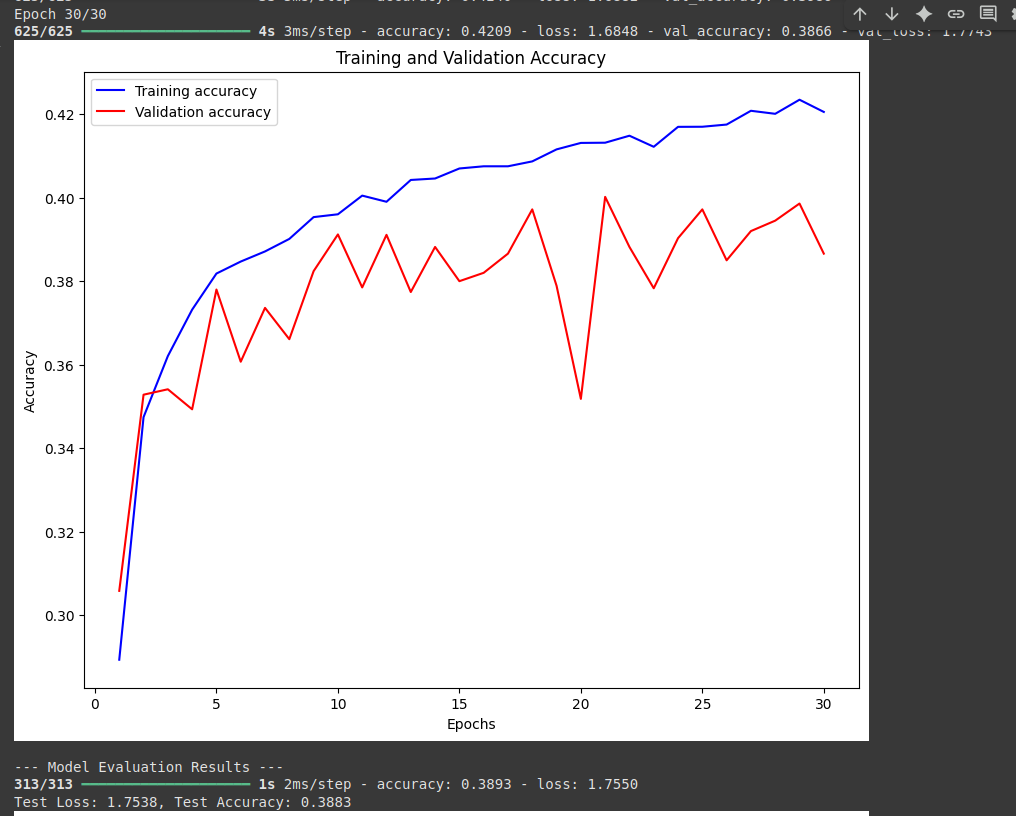 Epoch 30/30
625/625 ━━━━━━━━━━━━━━━━━━━━ 4s 3ms/step - accuracy: 0.4209 - loss: 1.6848 - val_accuracy: 0.3866 - val_loss: 1.7743
Training and Validation Accuracy
Training accuracy
Validation accuracy
0.42
0.40
0.38
0.36
0.34
0.32
0.30
Accuracy
0 5 10 15 20 25 30
Epochs
--- Model Evaluation Results ---
313/313 ━━━━━━━━━━━━━━━━━━━━ 1s 2ms/step - accuracy: 0.3893 - loss: 1.7550
Test Loss: 1.7538, Test Accuracy: 0.3883